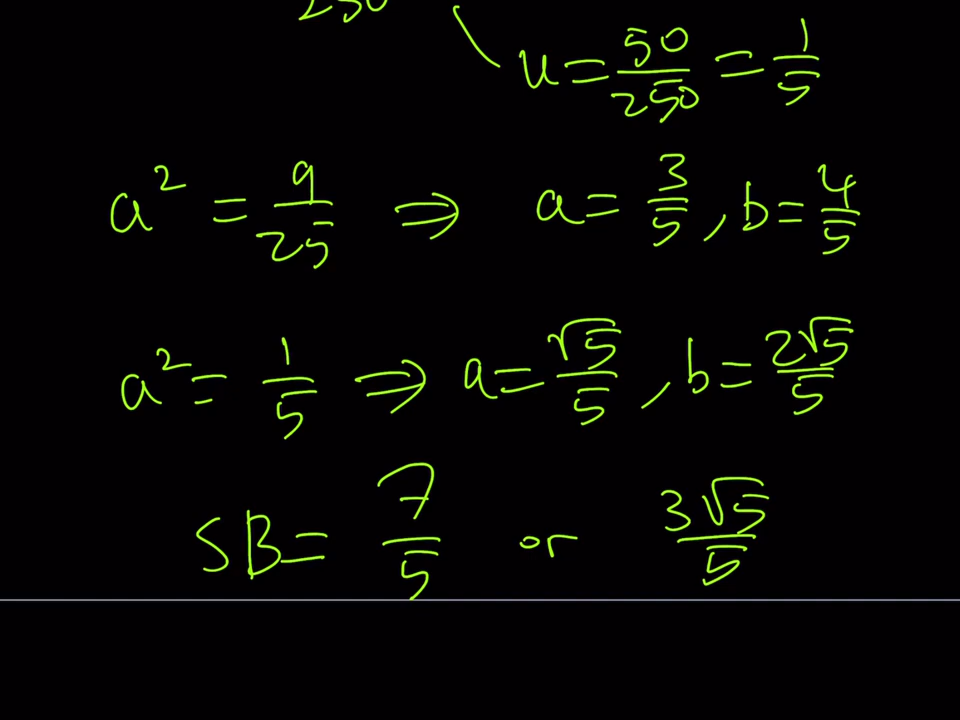 250
u = 50/250 = 1/5
a² = 9/25 ⇒ a = 3/5, b = 4/5
a² = 1/5 ⇒ a = √5/5, b = 2√5/5
SB = 7/5 or 3√5/5